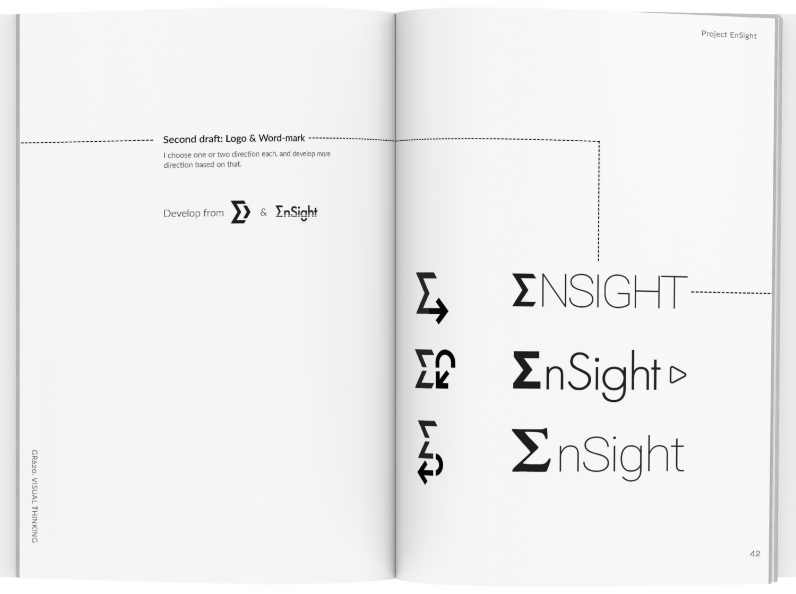 Project EnSight
Second draft: Logo & Word-mark
I choose one or two direction each, and develop more
direction based on that.
Develop from Σ & ΣnSight
ΣNSIGHT
ΣnSight
ΣnSight
GR620. VISUAL THINKING
42